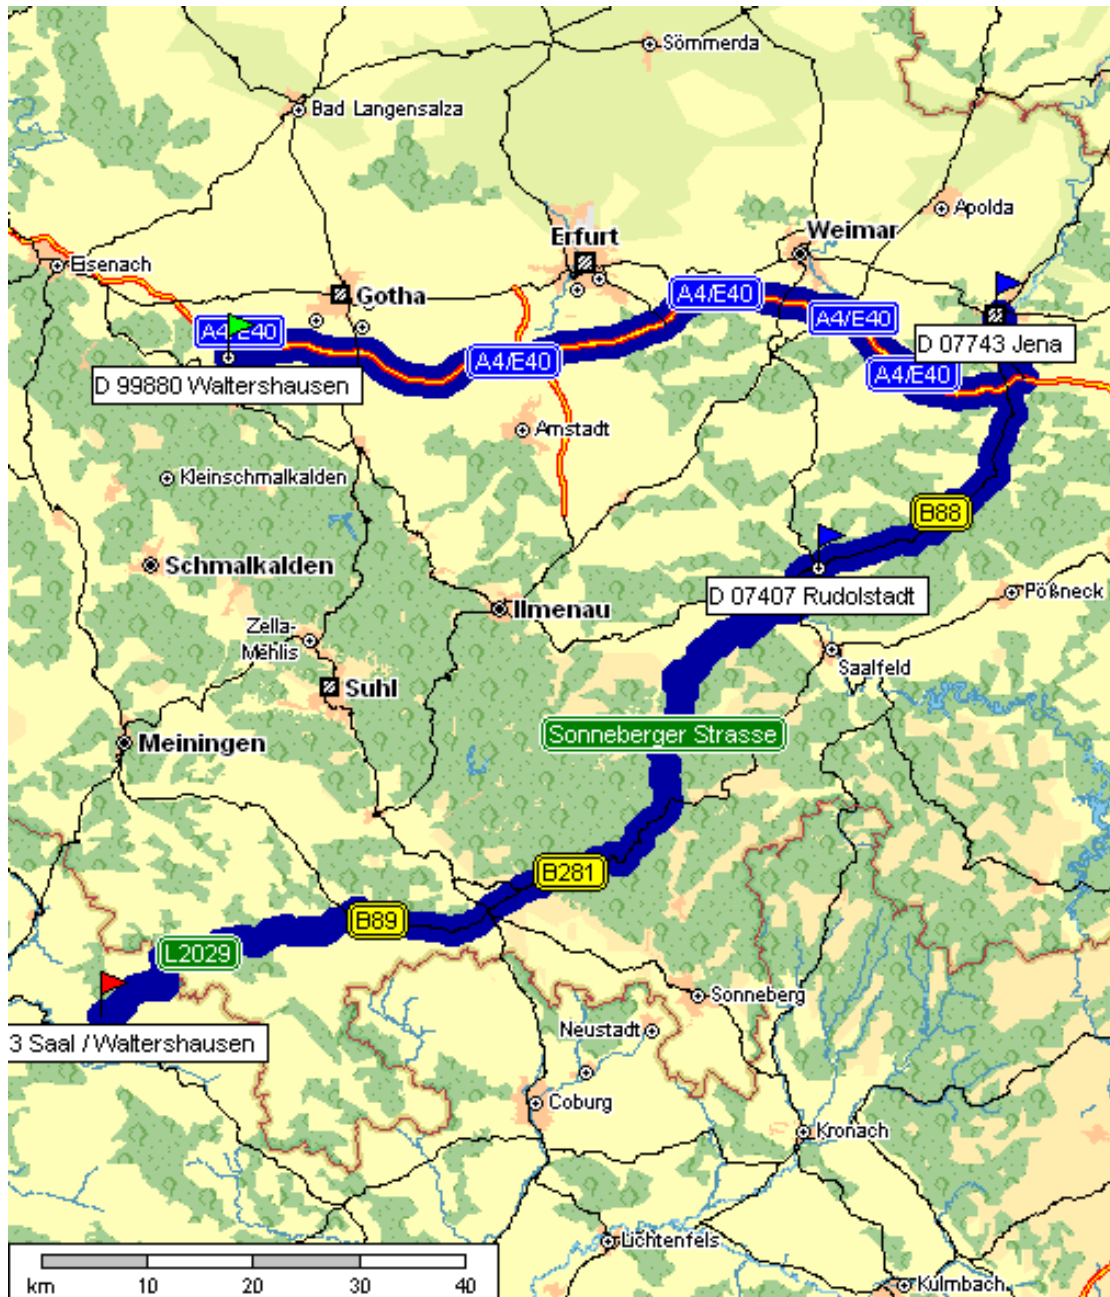 Sömmerda
Bad Langensalza
Apolda
Erfurt
Weimar
Eisenach
Gotha
A4/E40
A4/E40
A4/E40
A4/E40
A4/E40
D 07743 Jena
D 99880 Waltershausen
Arnstadt
Kleinschmalkalden
B88
Schmalkalden
D 07407 Rudolstadt
Pößneck
Ilmenau
Zella-
Mehlis
Saalfeld
Suhl
Sonneberger Strasse
Meiningen
B281
B89
L2029
Sonneberg
3 Saal / Waltershausen
Neustadt
Coburg
Kronach
Lichtenfels
Kulmbach
km 10 20 30 40